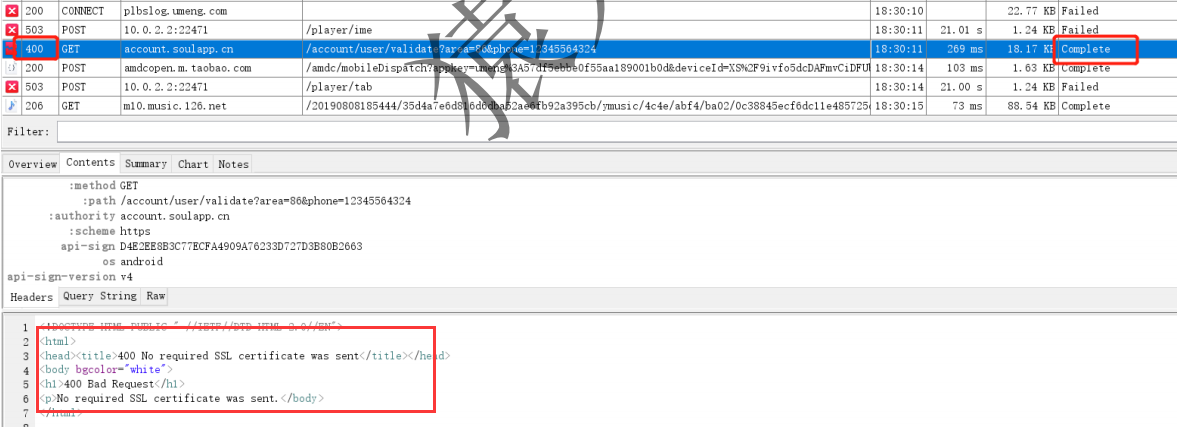 200 CONNECT plbslog.umeng.com 18:30:10 22.77 KB Failed
503 POST 10.0.2.2:22471 /player/ime 18:30:11 21.01 s 1.24 KB Failed
400 GET account.soulapp.cn /account/user/validate?area=86&phone=12345564324 18:30:11 269 ms 18.17 KB Complete
200 POST amdcopen.m.taobao.com /amdc/mobileDispatch?appkey=umeng%3A57df5ebbe0f55aa189001b0d&deviceId=XS%2F9ivfo5dcDAFmvCiDFU 18:30:14 103 ms 1.63 KB Complete
503 POST 10.0.2.2:22471 /player/tab 18:30:14 21.00 s 1.24 KB Failed
206 GET m10.music.126.net /20190808185444/35d4a7e6d816d6dba52ae6fb92a395cb/ymusic/4c4e/abf4/ba02/0c38845ecf6dc11e485725 18:30:15 73 ms 88.54 KB Complete
Filter:
Overview Contents Summary Chart Notes
:method GET
:path /account/user/validate?area=86&phone=12345564324
:authority account.soulapp.cn
:scheme https
api-sign D4E2EE8B3C77ECFA4909A76233D727D3B80B2663
os android
api-sign-version v4
Headers Query String Raw
1 <!DOCTYPE HTML PUBLIC "-//IETF//DTD HTML 2.0//EN">
2 <html>
3 <head><title>400 No required SSL certificate was sent</title></head>
4 <body bgcolor="white">
5 <h1>400 Bad Request</h1>
6 <p>No required SSL certificate was sent.</body>
7 </html>
8